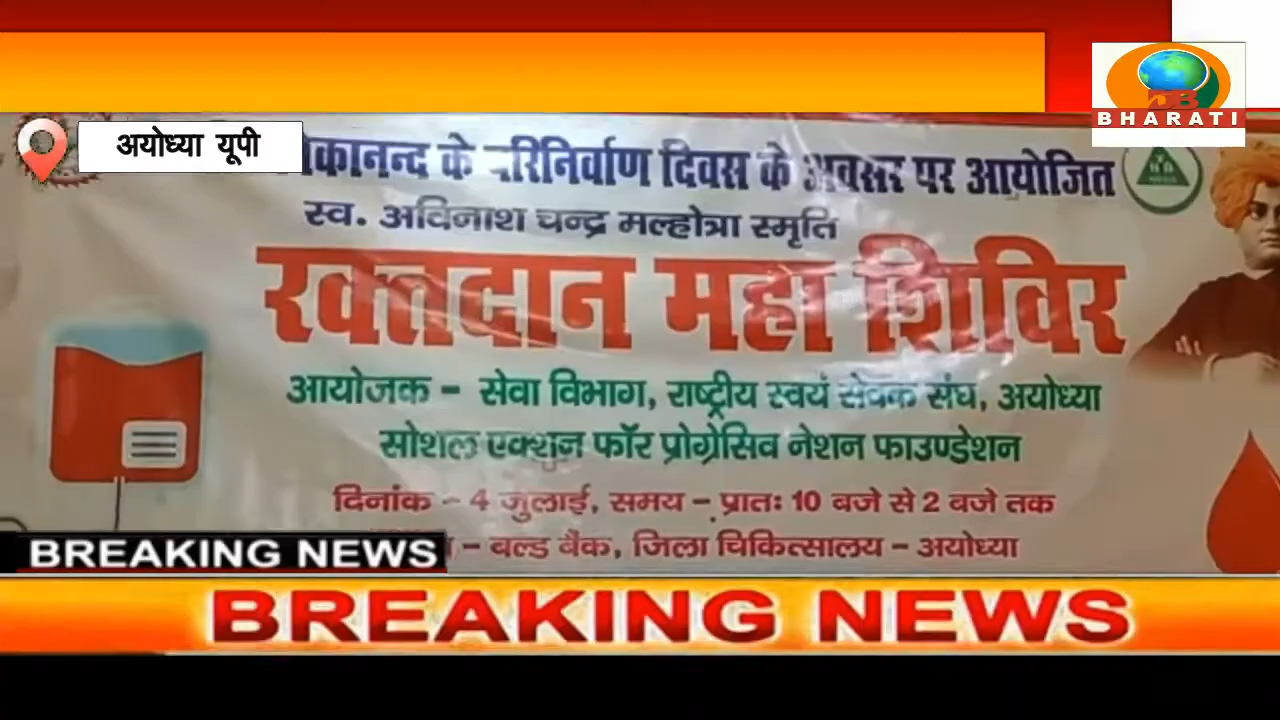 BHARATI
अयोध्या यूपी
के परिनिर्वाण दिवस के अवसर पर आयोजित
स्व. अविनाश चन्द्र मल्होत्रा स्मृति
रक्तदान महा शिविर
आयोजक - सेवा विभाग, राष्ट्रीय स्वयं सेवक संघ, अयोध्या
सोशल एक्शन फॉर प्रोग्रेसिव नेशन फाउण्डेशन
दिनांक - 4 जुलाई, समय - प्रातः 10 बजे से 2 बजे तक
- बल्ड बैंक, जिला चिकित्सालय - अयोध्या
BREAKING NEWS
BREAKING NEWS